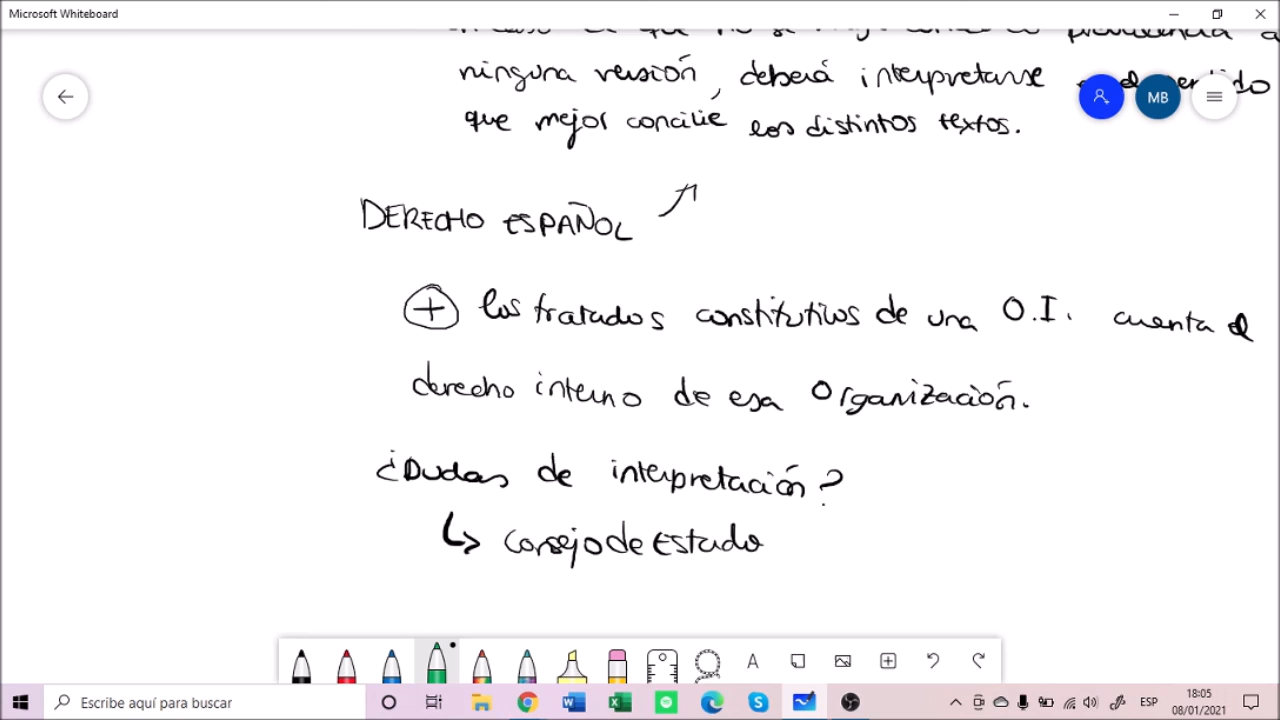 Microsoft Whiteboard
ninguna versión, deberá interpretarse
que mejor concilie los distintos textos.
MB
DERECHO ESPAÑOL
+ los tratados constitutivos de una O.I. cuenta el
derecho interno de esa Organización.
¿Dudas de interpretación?
↳ Consejo de Estado
A
Escribe aquí para buscar
ESP
18:05
08/01/2021